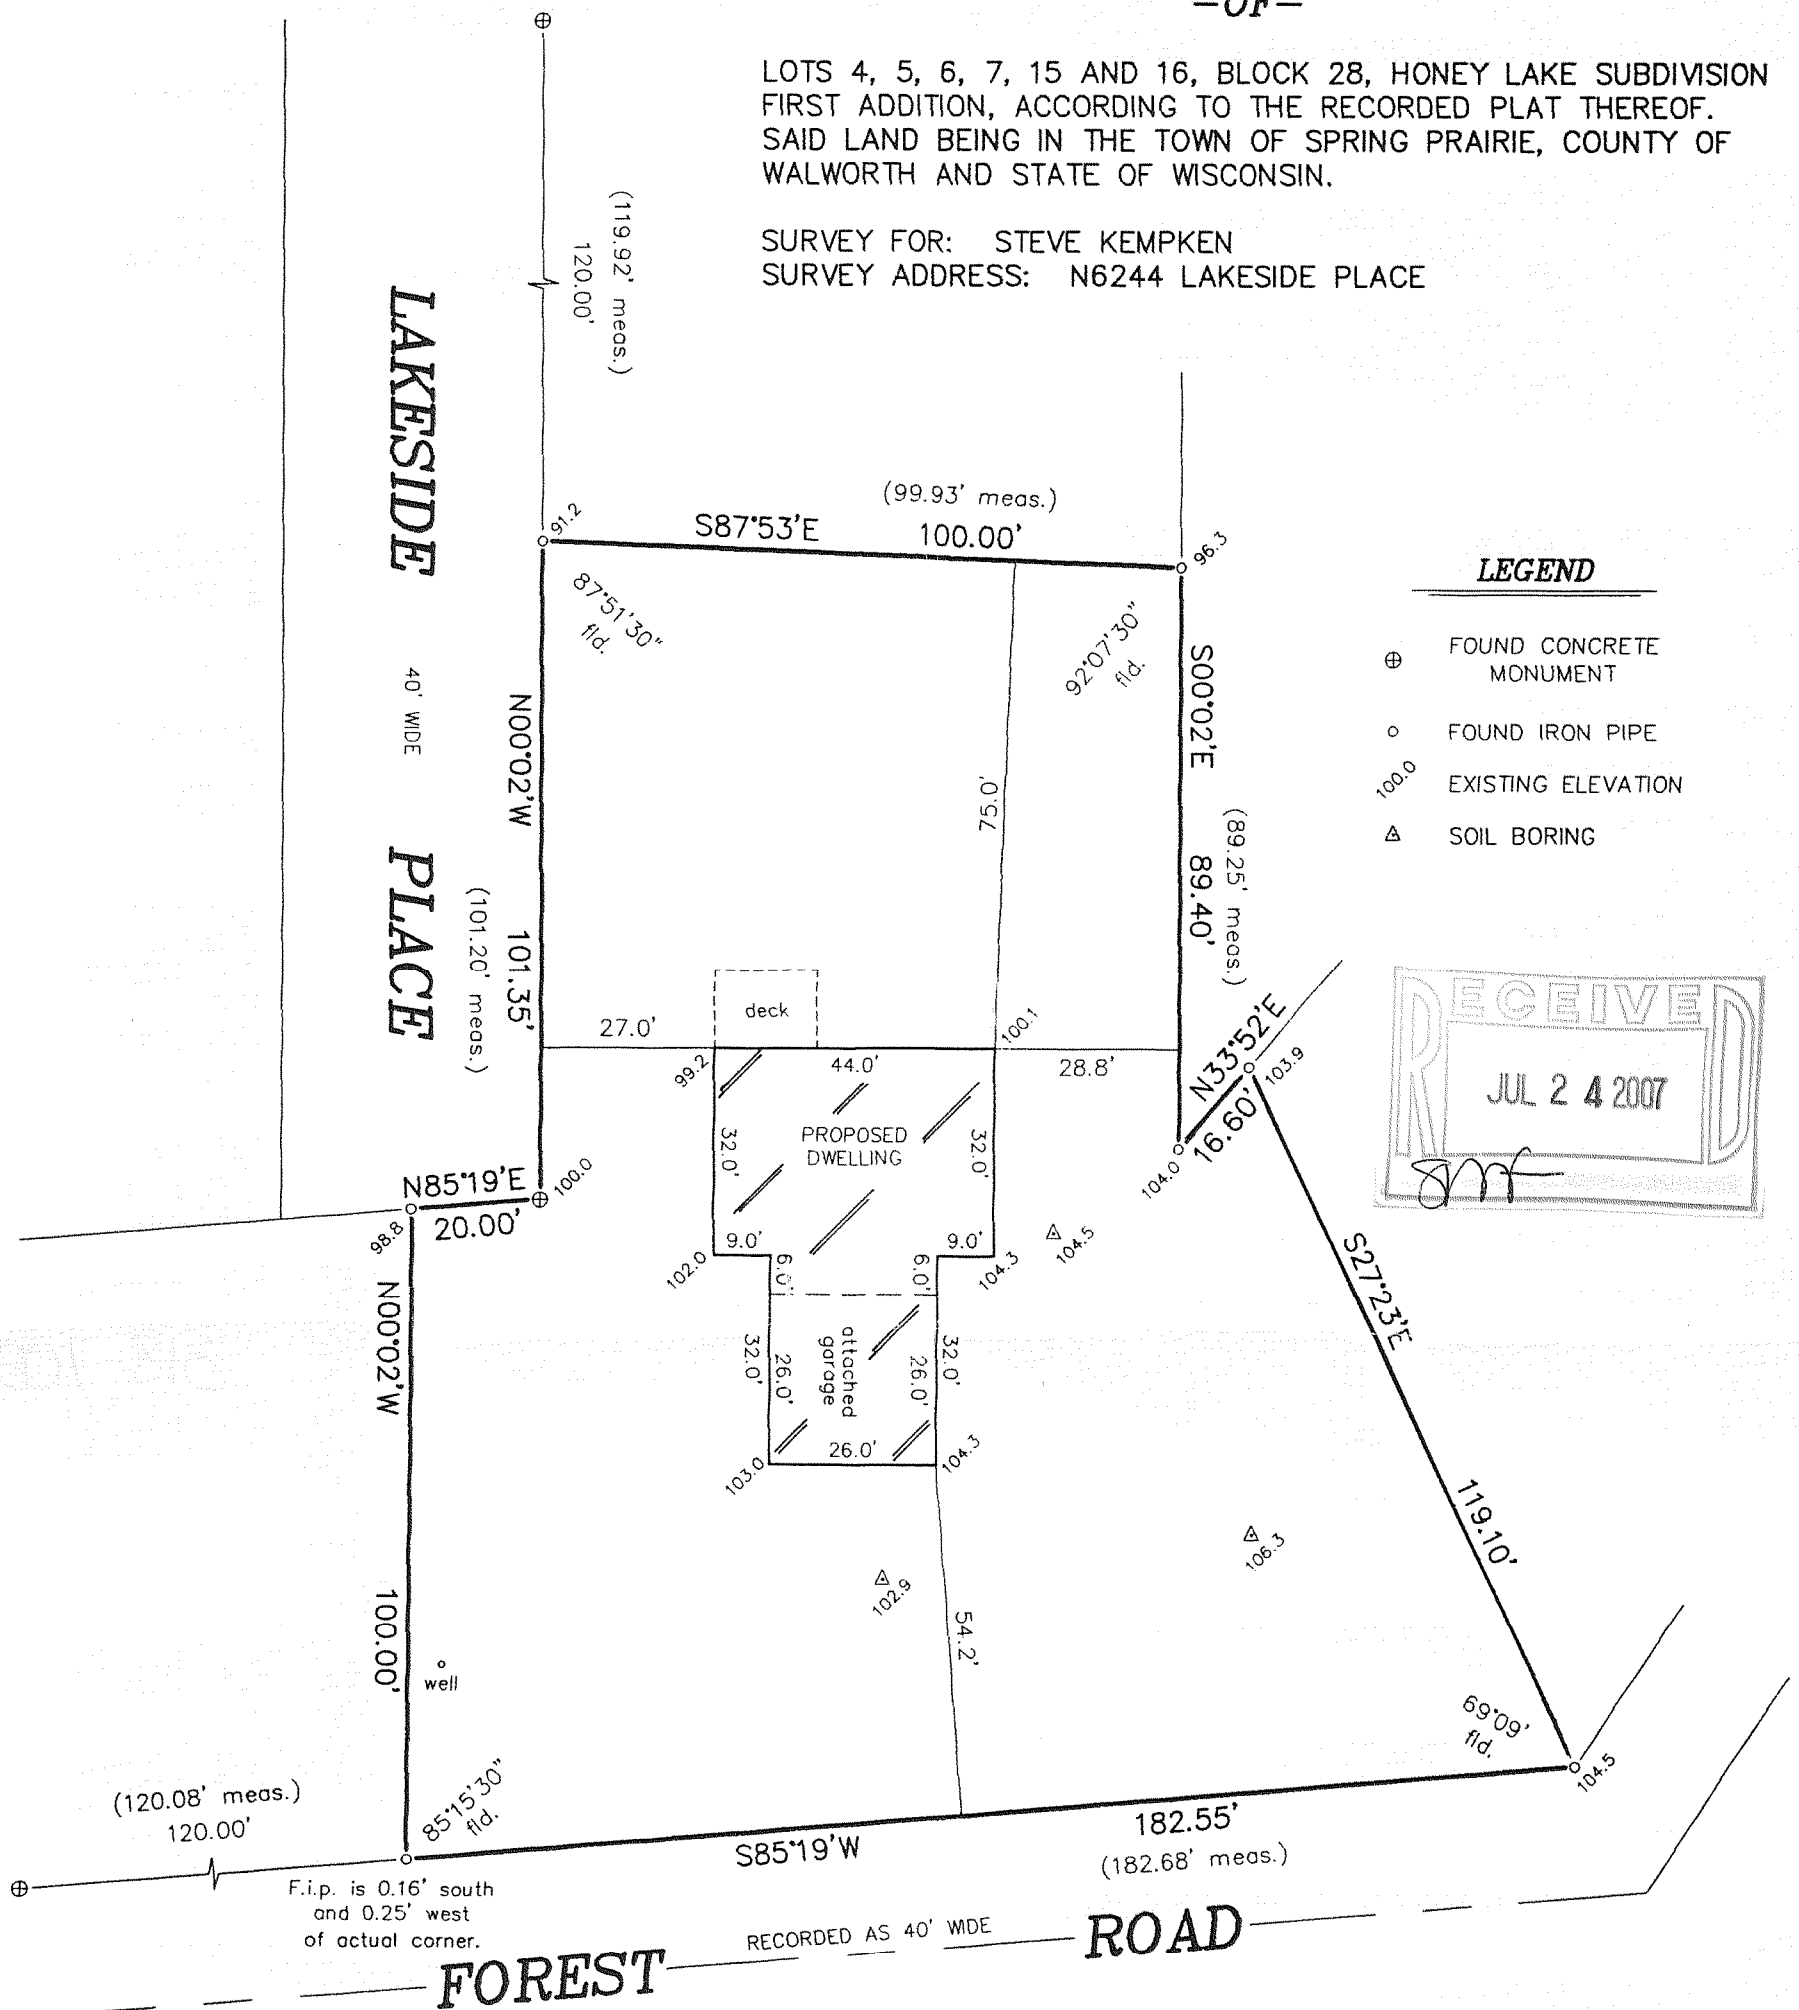 -OF-
LOTS 4, 5, 6, 7, 15 AND 16, BLOCK 28, HONEY LAKE SUBDIVISION
FIRST ADDITION, ACCORDING TO THE RECORDED PLAT THEREOF.
SAID LAND BEING IN THE TOWN OF SPRING PRAIRIE, COUNTY OF
WALWORTH AND STATE OF WISCONSIN.
SURVEY FOR: STEVE KEMPKEN
SURVEY ADDRESS: N6244 LAKESIDE PLACE
(119.92' meas.)
120.00'
LAKESIDE PLACE
40' WIDE
(99.93' meas.)
S87°53'E 100.00'
91.2
96.3
87°51'30"
fld.
92°07'30"
fld.
LEGEND
FOUND CONCRETE
MONUMENT
FOUND IRON PIPE
100.0 EXISTING ELEVATION
SOIL BORING
N00°02'W 101.35'
(101.20' meas.)
75.0'
S00°02'E 89.40'
(89.25' meas.)
RECEIVED
JUL 24 2007
deck
27.0'
99.2
44.0'
100.1
28.8'
N33°52'E
16.60'
103.9
104.0
32.0'
PROPOSED
DWELLING
32.0'
N85°19'E
20.00'
100.0
98.8
102.0
9.0'
6.0'
6.0'
9.0'
104.3
104.5
S27°23'E 119.10'
32.0'
26.0'
attached
garage
26.0'
32.0'
26.0'
103.0
104.3
N00°02'W 100.00'
102.9
106.3
54.2'
well
69°09'
fld.
104.5
(120.08' meas.)
120.00'
85°15'30"
fld.
S85°19'W 182.55'
(182.68' meas.)
F.i.p. is 0.16' south
and 0.25' west
of actual corner.
RECORDED AS 40' WIDE
FOREST ROAD